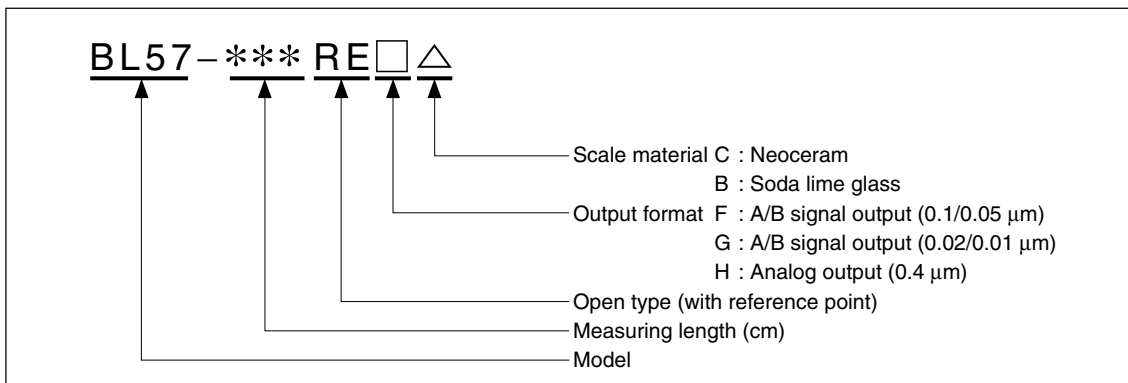 BL57-***RE□△
Scale material C : Neoceram
B : Soda lime glass
Output format F : A/B signal output (0.1/0.05 μm)
G : A/B signal output (0.02/0.01 μm)
H : Analog output (0.4 μm)
Open type (with reference point)
Measuring length (cm)
Model